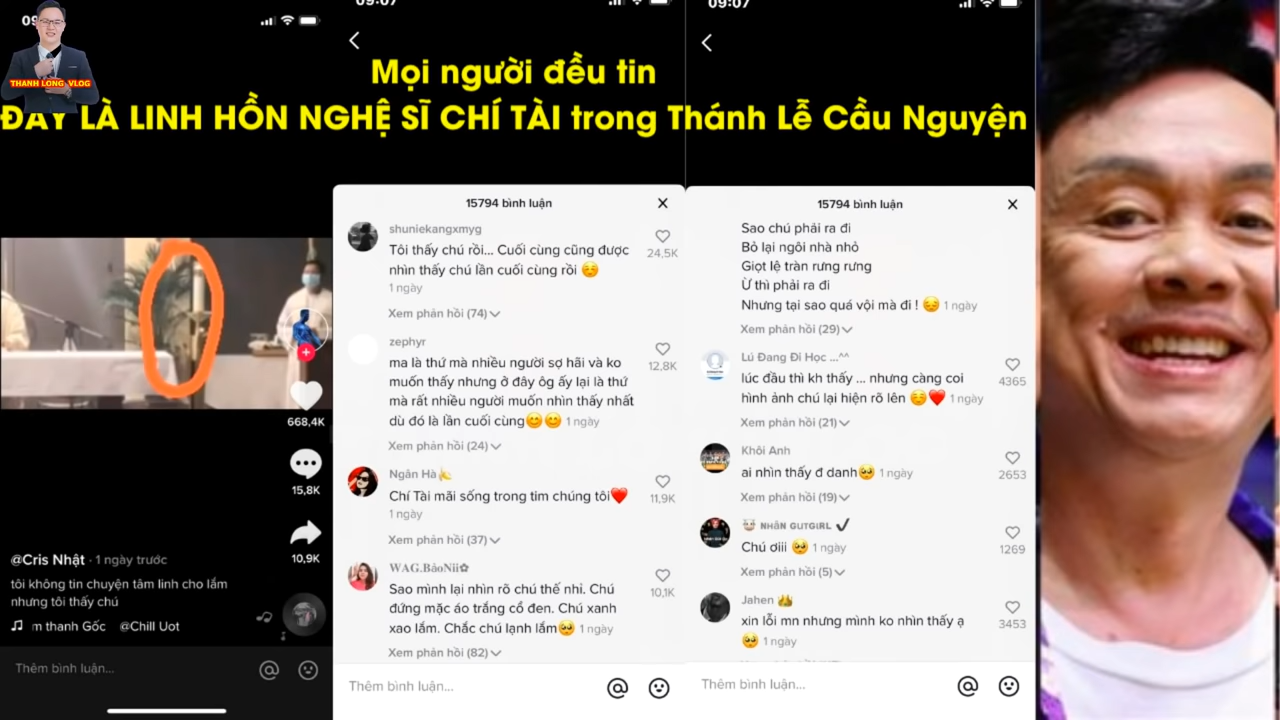 09
THANH LONG VLOG
09:07
09:07
Mọi người đều tin
ĐÂY LÀ LINH HỒN NGHỆ SĨ CHÍ TÀI trong Thánh Lễ Cầu Nguyện
668,4K
15,8K
10,9K
@Cris Nhật · 1 ngày trước
tôi không tin chuyện tâm linh cho lắm
nhưng tôi thấy chú
m thanh Gốc @Chill Uot
Thêm bình luận...
15794 bình luận
shuniekangxmyg
Tôi thấy chú rồi... Cuối cùng cũng được
nhìn thấy chú lần cuối cùng rồi ☺️
24,5K
1 ngày
Xem phản hồi (74)
zephyr
ma là thứ mà nhiều người sợ hãi và ko
muốn thấy nhưng ở đây ôg ấy lại là thứ
mà rất nhiều người muốn nhìn thấy nhất
dù đó là lần cuối cùng😊😊 1 ngày
12,8K
Xem phản hồi (24)
Ngân Hà💫
Chí Tài mãi sống trong tim chúng tôi❤️
11,9K
1 ngày
Xem phản hồi (37)
W.A.G.BảoNii✿
Sao mình lại nhìn rõ chú thế nhỉ. Chú
đứng mặc áo trắng cổ đen. Chú xanh
xao lắm. Chắc chú lạnh lắm🥺 1 ngày
10,1K
Xem phản hồi (82)
Thêm bình luận...
15794 bình luận
Sao chú phải ra đi
Bỏ lại ngôi nhà nhỏ
Giọt lệ tràn rưng rưng
Ừ thì phải ra đi
Nhưng tại sao quá vội mà đi ! 😔 1 ngày
Xem phản hồi (29)
Lú Đang Đi Học ...^^
lúc đầu thì kh thấy ... nhưng càng coi
hình ảnh chú lại hiện rõ lên ☺️❤️ 1 ngày
4365
Xem phản hồi (21)
Khôi Anh
ai nhìn thấy đ danh🥺 1 ngày
2653
Xem phản hồi (19)
🐮 NHÂN GUTGIRL ✔
Chú ơiii 🥺 1 ngày
1269
Xem phản hồi (5)
Jahen 👑
xin lỗi mn nhưng mình ko nhìn thấy ạ
🥺 1 ngày
3453
Thêm bình luận...